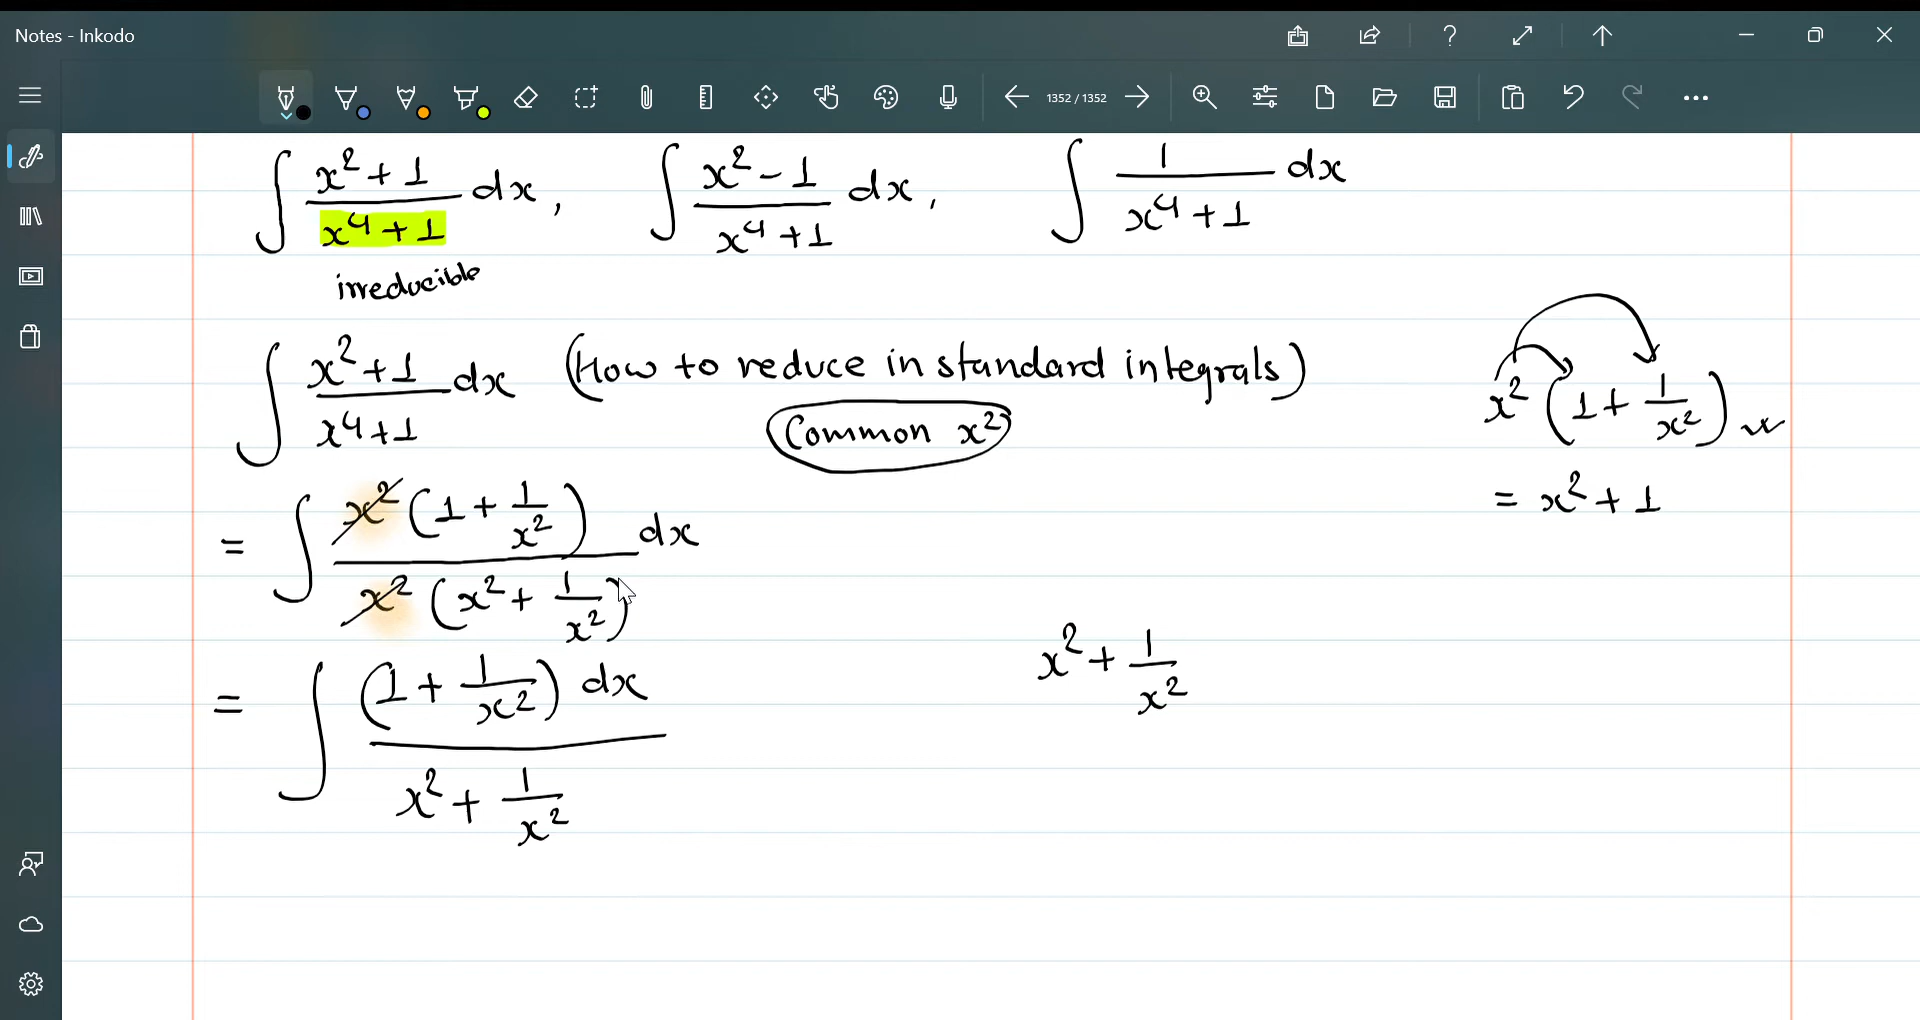 Notes - Inkodo
1352 / 1352
∫ (x² + 1)/(x⁴ + 1) dx, ∫ (x² - 1)/(x⁴ + 1) dx, ∫ 1/(x⁴ + 1) dx
irreducible
∫ (x² + 1)/(x⁴ + 1) dx (How to reduce in standard integrals)
Common x²
x² (1 + 1/x²)
= x² + 1
= ∫ x² (1 + 1/x²) / x² (x² + 1/x²) dx
x² + 1/x²
= ∫ (1 + 1/x²) dx / x² + 1/x²